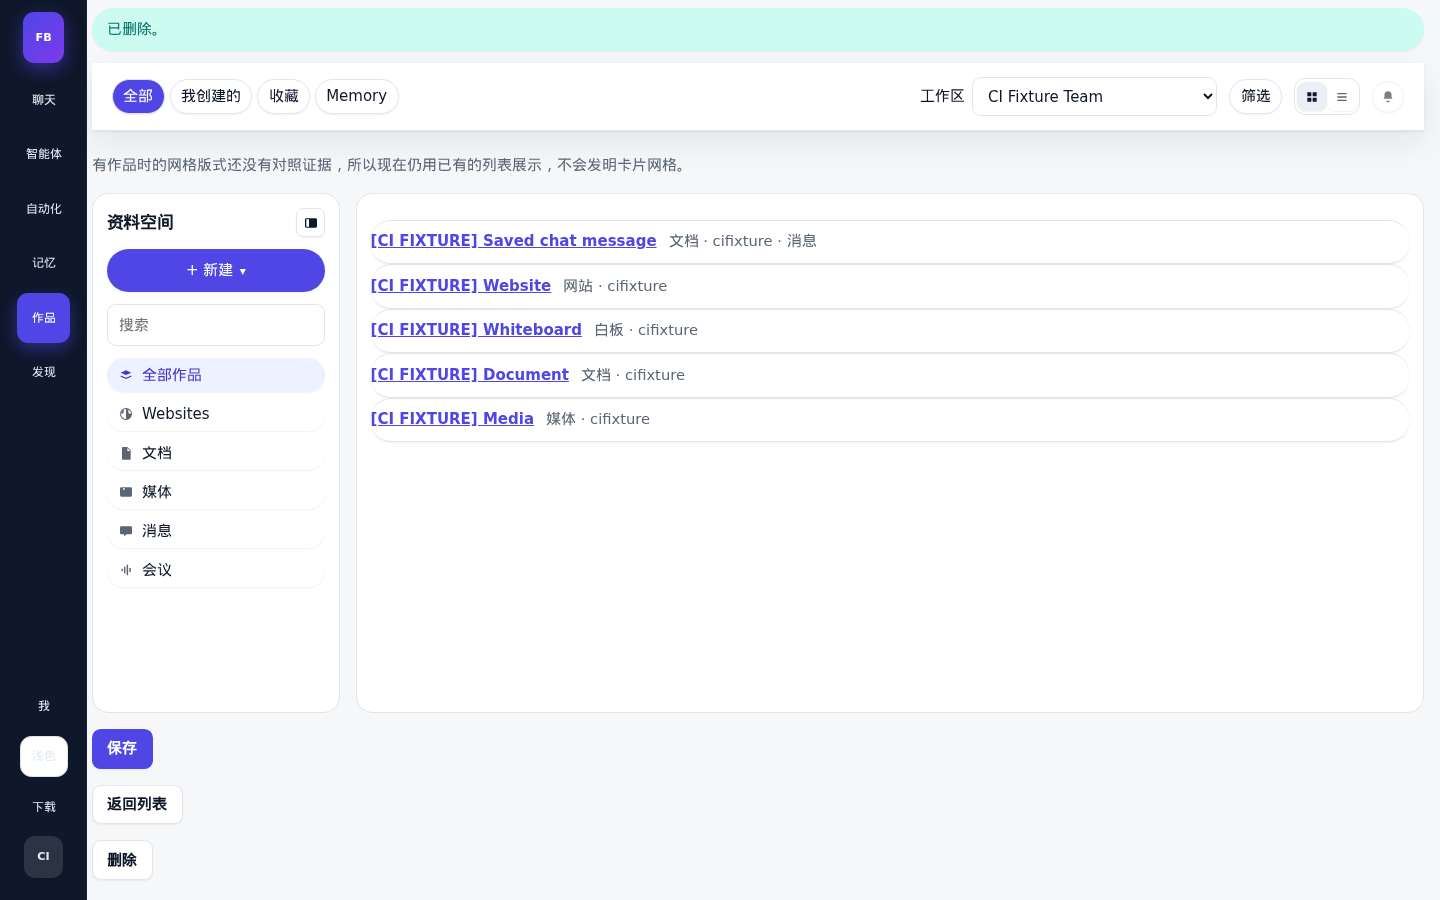 FB
聊天
智能体
自动化
记忆
作品
发现
我
浅色
下载
CI
已删除。
全部 我创建的 收藏 Memory 工作区 CI Fixture Team 筛选
有作品时的网格版式还没有对照证据，所以现在仍用已有的列表展示，不会发明卡片网格。
资料空间
+ 新建 ▾
搜索
全部作品
Websites
文档
媒体
消息
会议
[CI FIXTURE] Saved chat message 文档 · cifixture · 消息
[CI FIXTURE] Website 网站 · cifixture
[CI FIXTURE] Whiteboard 白板 · cifixture
[CI FIXTURE] Document 文档 · cifixture
[CI FIXTURE] Media 媒体 · cifixture
保存
返回列表
删除